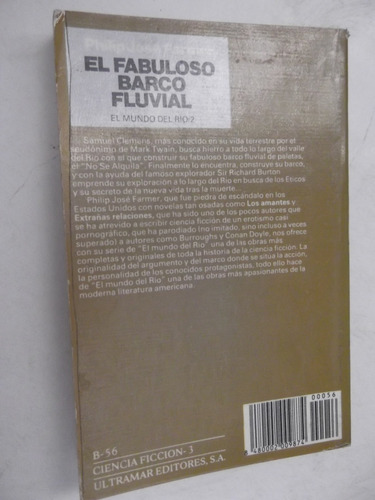 Philip José Farmer
EL FABULOSO
BARCO
FLUVIAL
EL MUNDO DEL RIO 2
Samuel Clemens, más conocido en su vida terrestre por el
seudónimo de Mark Twain, busca hierro a todo lo largo del valle
del Río con el que construir su fabuloso barco fluvial de paletas,
el "No Se Alquila". Finalmente lo encuentra, construye su barco,
y con la ayuda del famoso explorador Sir Richard Burton
emprende su exploración a lo largo del Río en busca de los Eticos
y su secreto de la nueva vida tras la muerte.
Philip José Farmer, que fue piedra de escándalo en los
Estados Unidos con novelas tan osadas como Los amantes y
Extrañas relaciones, que ha sido uno de los pocos autores que
se ha atrevido a escribir ciencia ficción de un erotismo casi
pornográfico, que ha parodiado (no imitado, sino incluso a veces
superado) a autores como Burroughs y Conan Doyle, nos ofrece
con su serie de "El mundo del Río" una de las obras más
completas y originales de toda la historia de la ciencia ficción. La
originalidad del argumento y del marco donde se sitúa la acción,
la personalidad de los conocidos protagonistas, todo ello hace
de "El mundo del Río" una de las obras más apasionantes de la
moderna literatura americana.
00056
B-56
CIENCIA FICCION-3
ULTRAMAR EDITORES, S.A.